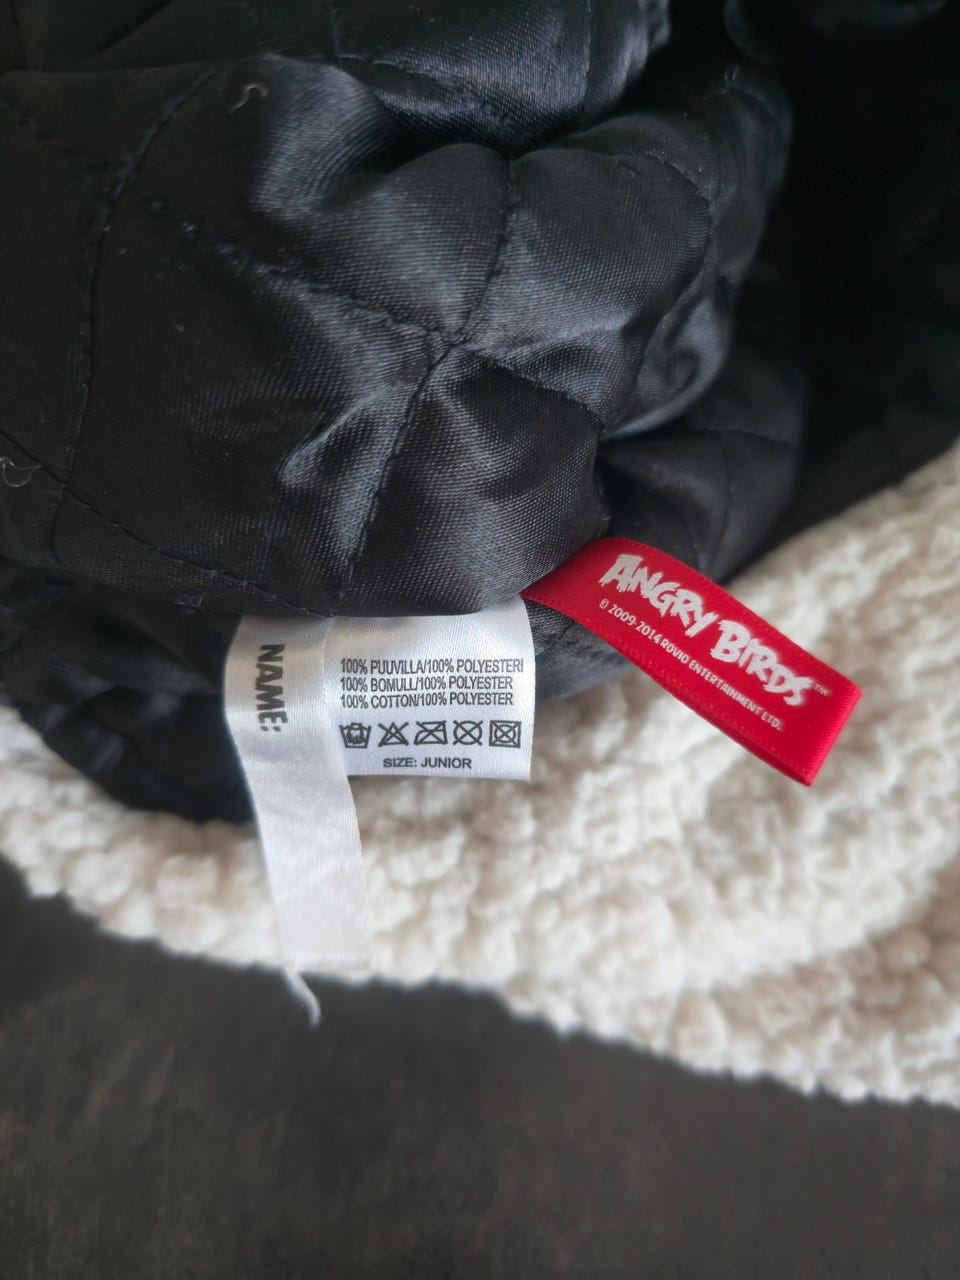 NAME:
100% PUUVILLA/100% POLYESTERI
100% BOMULL/100% POLYESTER
100% COTTON/100% POLYESTER
SIZE: JUNIOR
ANGRY BIRDS™
© 2009-2014 ROVIO ENTERTAINMENT LTD.